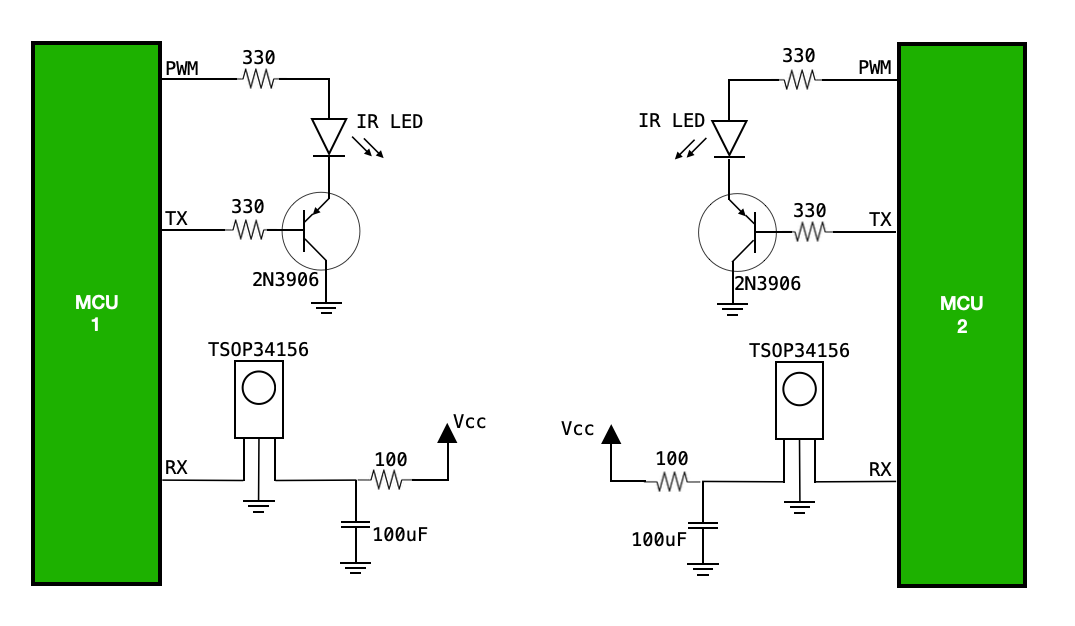 330
PWM
IR LED
330
TX
2N3906
MCU
1
TSOP34156
RX
100
Vcc
100uF
330
PWM
IR LED
330
TX
2N3906
MCU
2
TSOP34156
Vcc
100
RX
100uF